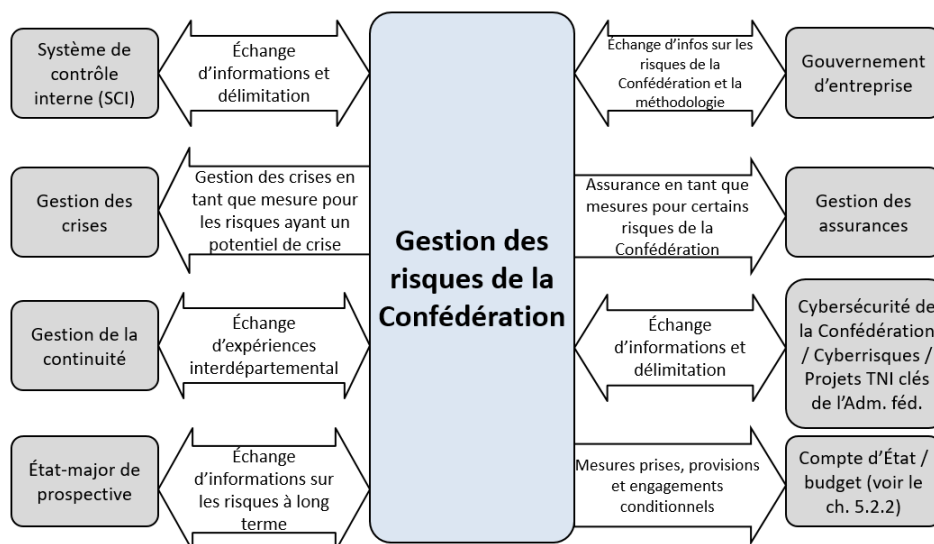 Système de
contrôle
interne (SCI)
Échange
d’informations et
délimitation
Échange d’infos sur les
risques de la
Confédération et la
méthodologie
Gouvernement
d’entreprise
Gestion des
crises
Gestion des crises en
tant que mesure pour
les risques ayant un
potentiel de crise
Assurance en tant que
mesures pour certains
risques de la
Confédération
Gestion des
assurances
Gestion des
risques de la
Confédération
Gestion de la
continuité
Échange
d’expériences
interdépartemental
Échange
d’informations et
délimitation
Cybersécurité de
la Confédération
/ Cyberrisques /
Projets TNI clés
de l’Adm. féd.
État-major de
prospective
Échange
d’informations sur
les risques à long
terme
Mesures prises, provisions
et engagements
conditionnels
Compte d’État /
budget (voir le
ch. 5.2.2)